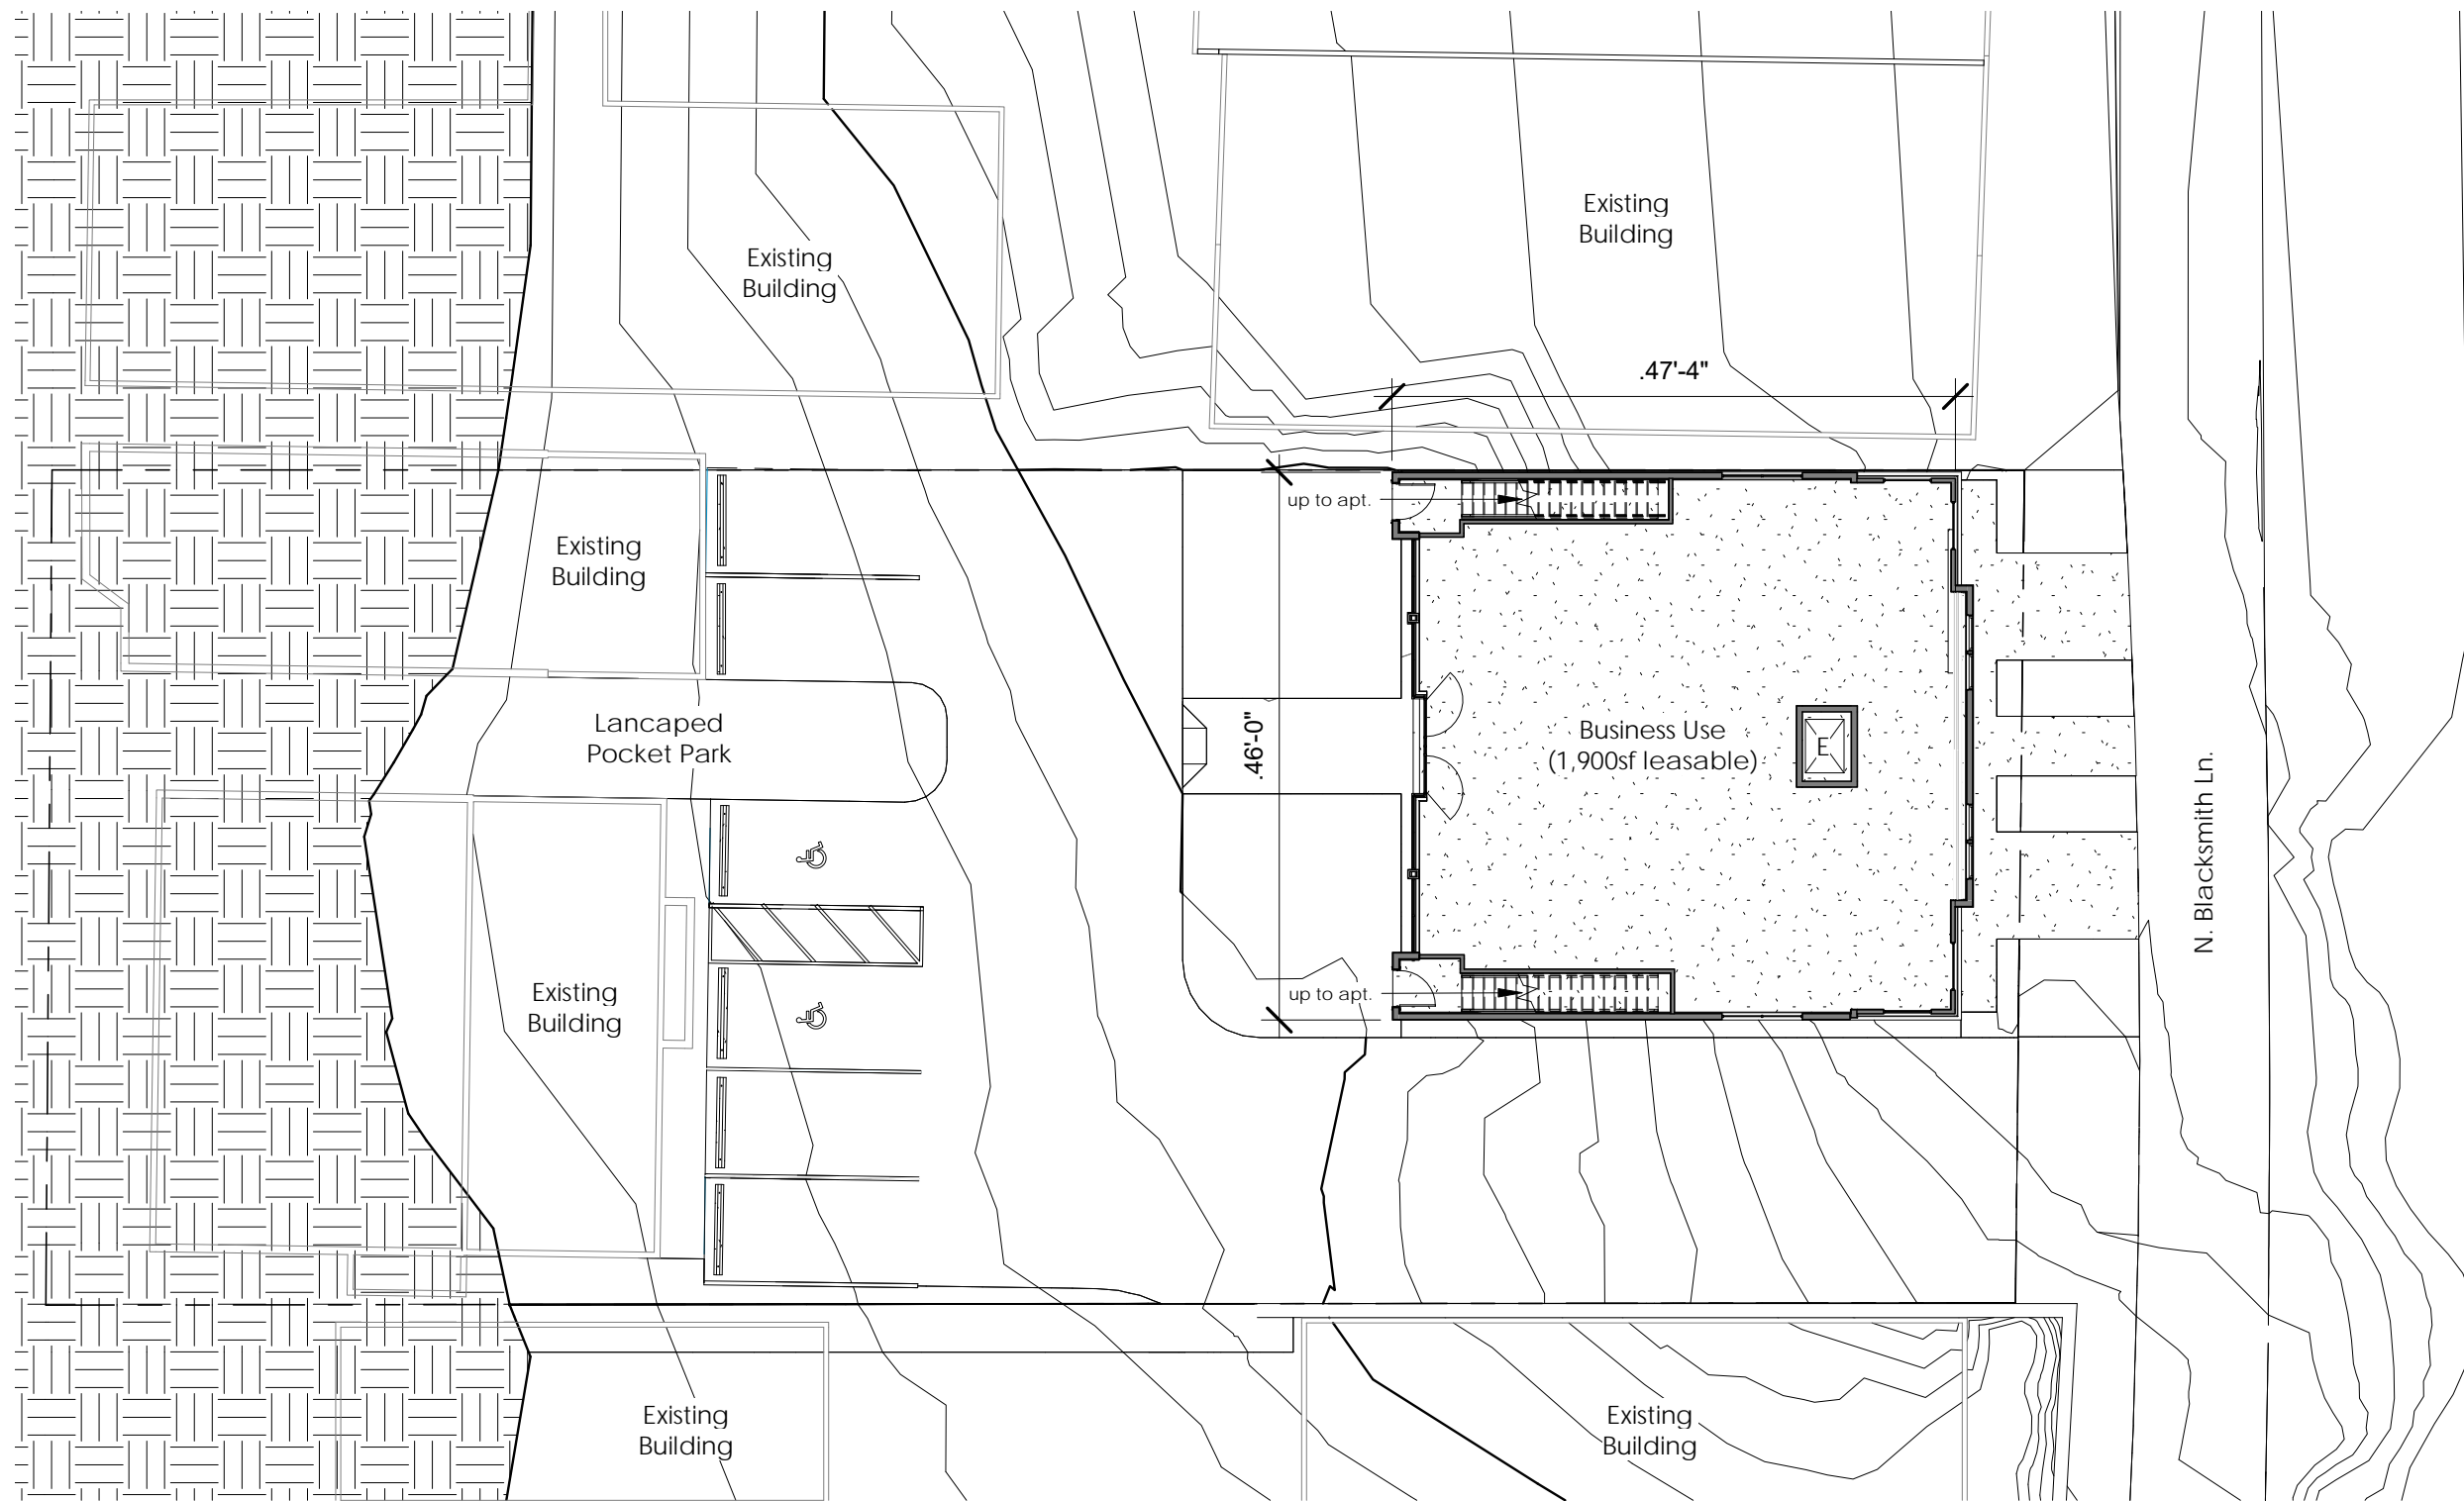 Existing
Building
Existing
Building
.47'-4"
up to apt.
Existing
Building
Lancaped
Pocket Park
.46'-0"
Business Use
(1,900sf leasable)
E
N. Blacksmith Ln.
Existing
Building
up to apt.
Existing
Building
Existing
Building